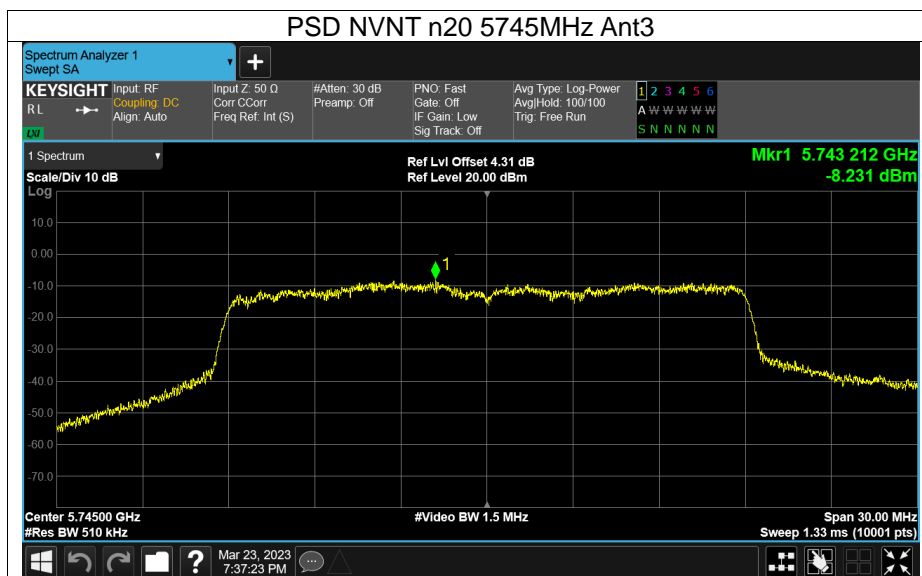 PSD NVNT n20 5745MHz Ant3
Spectrum Analyzer 1
Swept SA
+
KEYSIGHT
RL
LXI
Input: RF
Coupling: DC
Align: Auto
Input Z: 50 Ω
Corr CCorr
Freq Ref: Int (S)
#Atten: 30 dB
Preamp: Off
PNO: Fast
Gate: Off
IF Gain: Low
Sig Track: Off
Avg Type: Log-Power
Avg|Hold: 100/100
Trig: Free Run
1 2 3 4 5 6
A W W W W W
S N N N N N
1 Spectrum
Scale/Div 10 dB
Ref Lvl Offset 4.31 dB
Ref Level 20.00 dBm
Mkr1 5.743 212 GHz
-8.231 dBm
Log
10.0
0.00
-10.0
-20.0
-30.0
-40.0
-50.0
-60.0
-70.0
1
Center 5.74500 GHz
#Res BW 510 kHz
#Video BW 1.5 MHz
Span 30.00 MHz
Sweep 1.33 ms (10001 pts)
?
Mar 23, 2023
7:37:23 PM